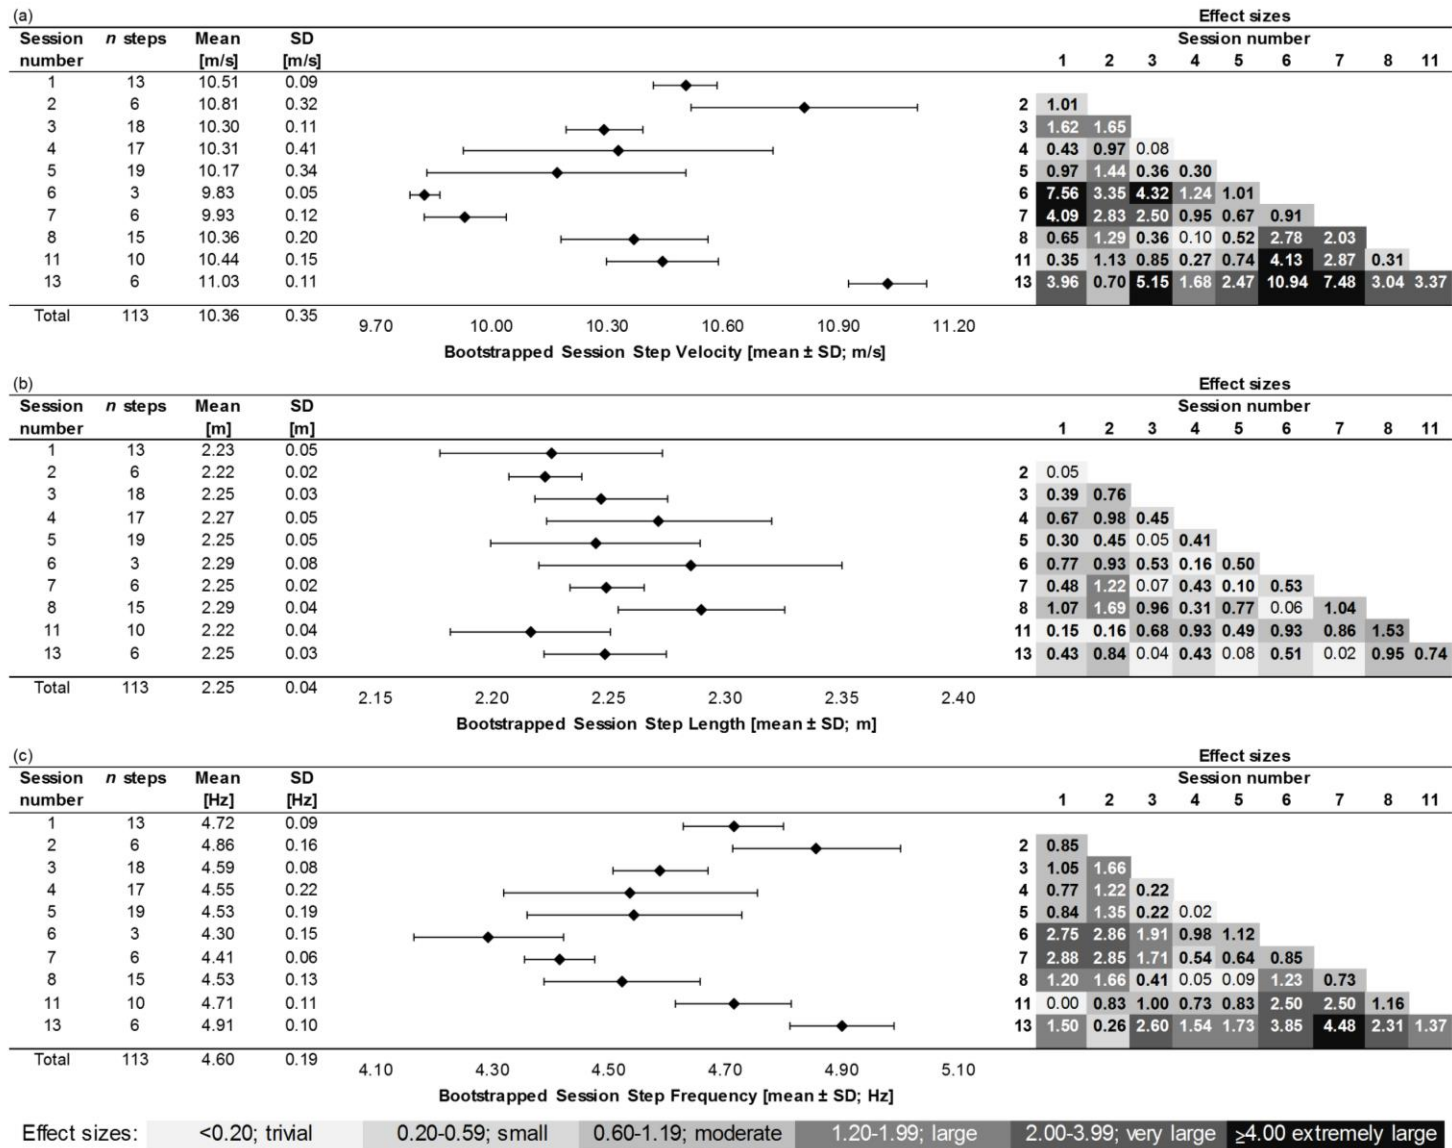 (a) Effect sizes
Session n steps Mean SD Session number
number [m/s] [m/s] 1 2 3 4 5 6 7 8 11
1 13 10.51 0.09
2 6 10.81 0.32 2 1.01
3 18 10.30 0.11 3 1.62 1.65
4 17 10.31 0.41 4 0.43 0.97 0.08
5 19 10.17 0.34 5 0.97 1.44 0.36 0.30
6 3 9.83 0.05 6 7.56 3.35 4.32 1.24 1.01
7 6 9.93 0.12 7 4.09 2.83 2.50 0.95 0.67 0.91
8 15 10.36 0.20 8 0.65 1.29 0.36 0.10 0.52 2.78 2.03
11 10 10.44 0.15 11 0.35 1.13 0.85 0.27 0.74 4.13 2.87 0.31
13 6 11.03 0.11 13 3.96 0.70 5.15 1.68 2.47 10.94 7.48 3.04 3.37
Total 113 10.36 0.35
9.70 10.00 10.30 10.60 10.90 11.20
Bootstrapped Session Step Velocity [mean ± SD; m/s]
(b) Effect sizes
Session n steps Mean SD Session number
number [m] [m] 1 2 3 4 5 6 7 8 11
1 13 2.23 0.05
2 6 2.22 0.02 2 0.05
3 18 2.25 0.03 3 0.39 0.76
4 17 2.27 0.05 4 0.67 0.98 0.45
5 19 2.25 0.05 5 0.30 0.45 0.05 0.41
6 3 2.29 0.08 6 0.77 0.93 0.53 0.16 0.50
7 6 2.25 0.02 7 0.48 1.22 0.07 0.43 0.10 0.53
8 15 2.29 0.04 8 1.07 1.69 0.96 0.31 0.77 0.06 1.04
11 10 2.22 0.04 11 0.15 0.16 0.68 0.93 0.49 0.93 0.86 1.53
13 6 2.25 0.03 13 0.43 0.84 0.04 0.43 0.08 0.51 0.02 0.95 0.74
Total 113 2.25 0.04
2.15 2.20 2.25 2.30 2.35 2.40
Bootstrapped Session Step Length [mean ± SD; m]
(c) Effect sizes
Session n steps Mean SD Session number
number [Hz] [Hz] 1 2 3 4 5 6 7 8 11
1 13 4.72 0.09
2 6 4.86 0.16 2 0.85
3 18 4.59 0.08 3 1.05 1.66
4 17 4.55 0.22 4 0.77 1.22 0.22
5 19 4.53 0.19 5 0.84 1.35 0.22 0.02
6 3 4.30 0.15 6 2.75 2.86 1.91 0.98 1.12
7 6 4.41 0.06 7 2.88 2.85 1.71 0.54 0.64 0.85
8 15 4.53 0.13 8 1.20 1.66 0.41 0.05 0.09 1.23 0.73
11 10 4.71 0.11 11 0.00 0.83 1.00 0.73 0.83 2.50 2.50 1.16
13 6 4.91 0.10 13 1.50 0.26 2.60 1.54 1.73 3.85 4.48 2.31 1.37
Total 113 4.60 0.19
4.10 4.30 4.50 4.70 4.90 5.10
Bootstrapped Session Step Frequency [mean ± SD; Hz]
Effect sizes: <0.20; trivial 0.20-0.59; small 0.60-1.19; moderate 1.20-1.99; large 2.00-3.99; very large ≥4.00 extremely large